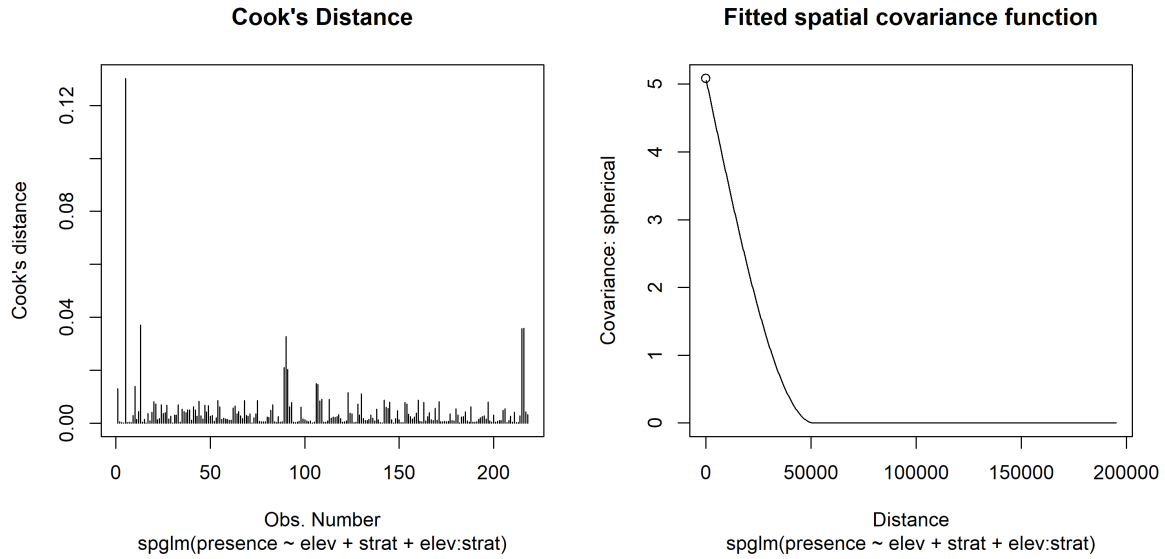 Cook's Distance
Cook's distance
0.12
0.08
0.04
0.00
0 50 100 150 200
Obs. Number
spglm(presence ~ elev + strat + elev:strat)
Fitted spatial covariance function
Covariance: spherical
5
4
3
2
1
0
0 50000 100000 150000 200000
Distance
spglm(presence ~ elev + strat + elev:strat)